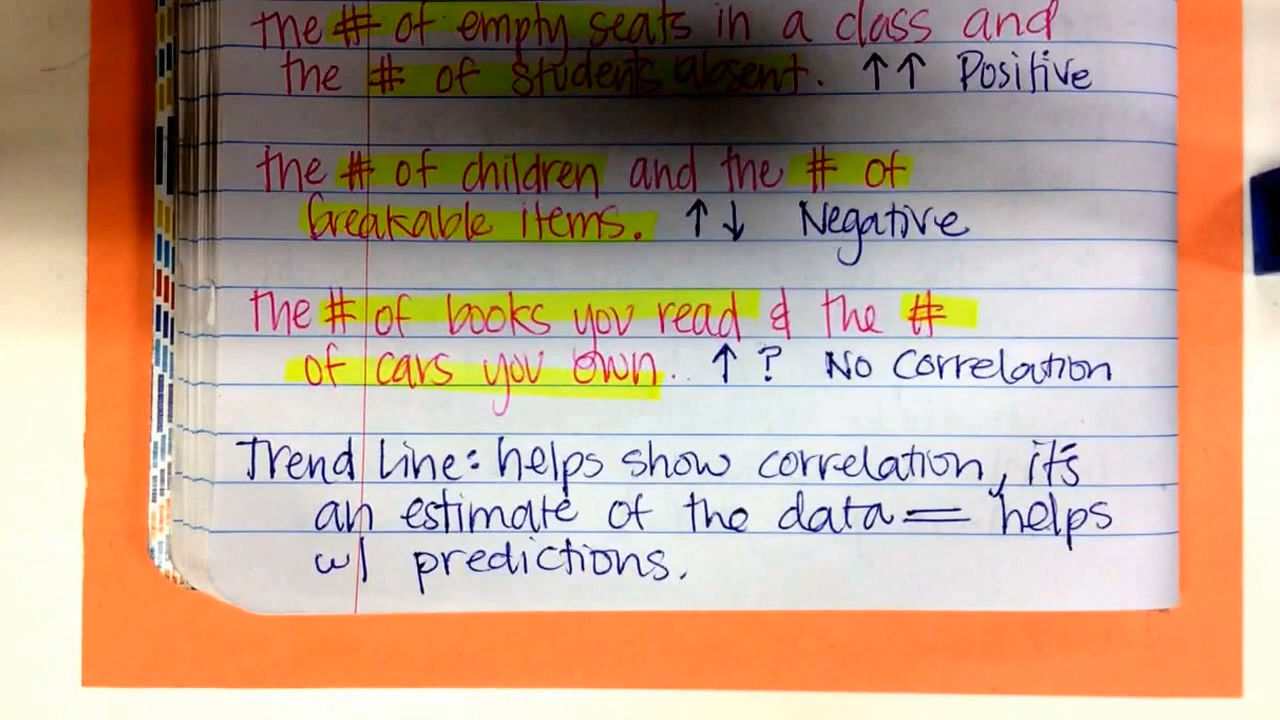 the # of empty seats in a class and
the # of students absent. ↑↑ Positive
the # of children and the # of
breakable items. ↑↓ Negative
the # of books you read & the #
of cars you own. ↑ ? No Correlation
Trend Line: helps show correlation, it's
an estimate of the data = helps
w/ predictions.